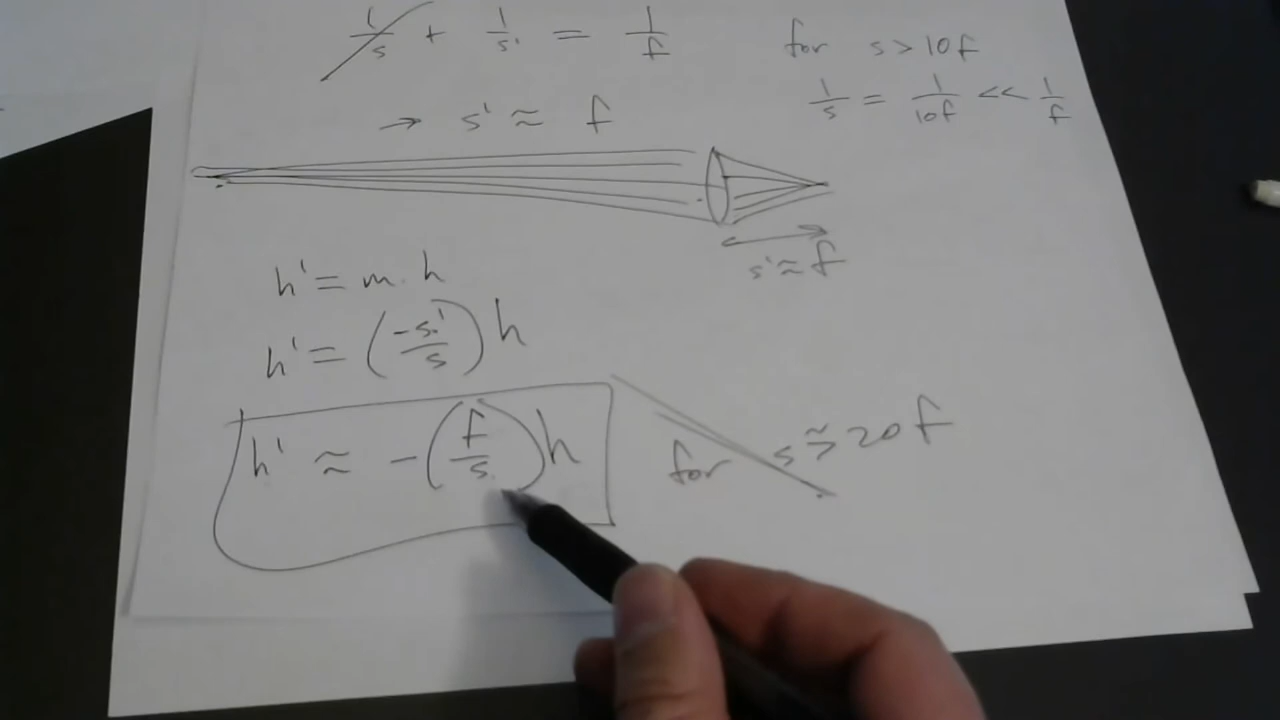 1/s + 1/s' = 1/f
for s > 10f
1/s = 1/10f << 1/f
→ s' ≈ f
s' ≈ f
h' = m · h
h' = (-s'/s) h
h' ≈ -(f/s) h
for s ≳ 20f